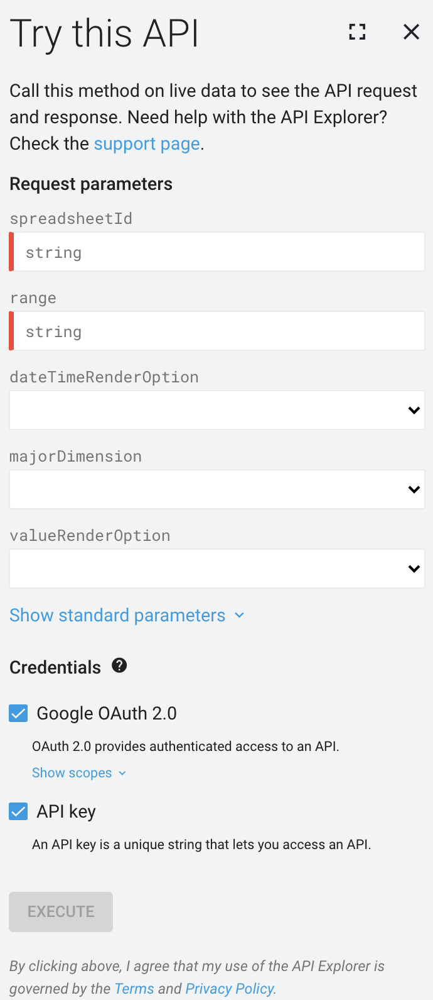 Try this API
Call this method on live data to see the API request
and response. Need help with the API Explorer?
Check the support page.
Request parameters
spreadsheetId
string
range
string
dateTimeRenderOption
majorDimension
valueRenderOption
Show standard parameters
Credentials
Google OAuth 2.0
OAuth 2.0 provides authenticated access to an API.
Show scopes
API key
An API key is a unique string that lets you access an API.
EXECUTE
By clicking above, I agree that my use of the API Explorer is
governed by the Terms and Privacy Policy.